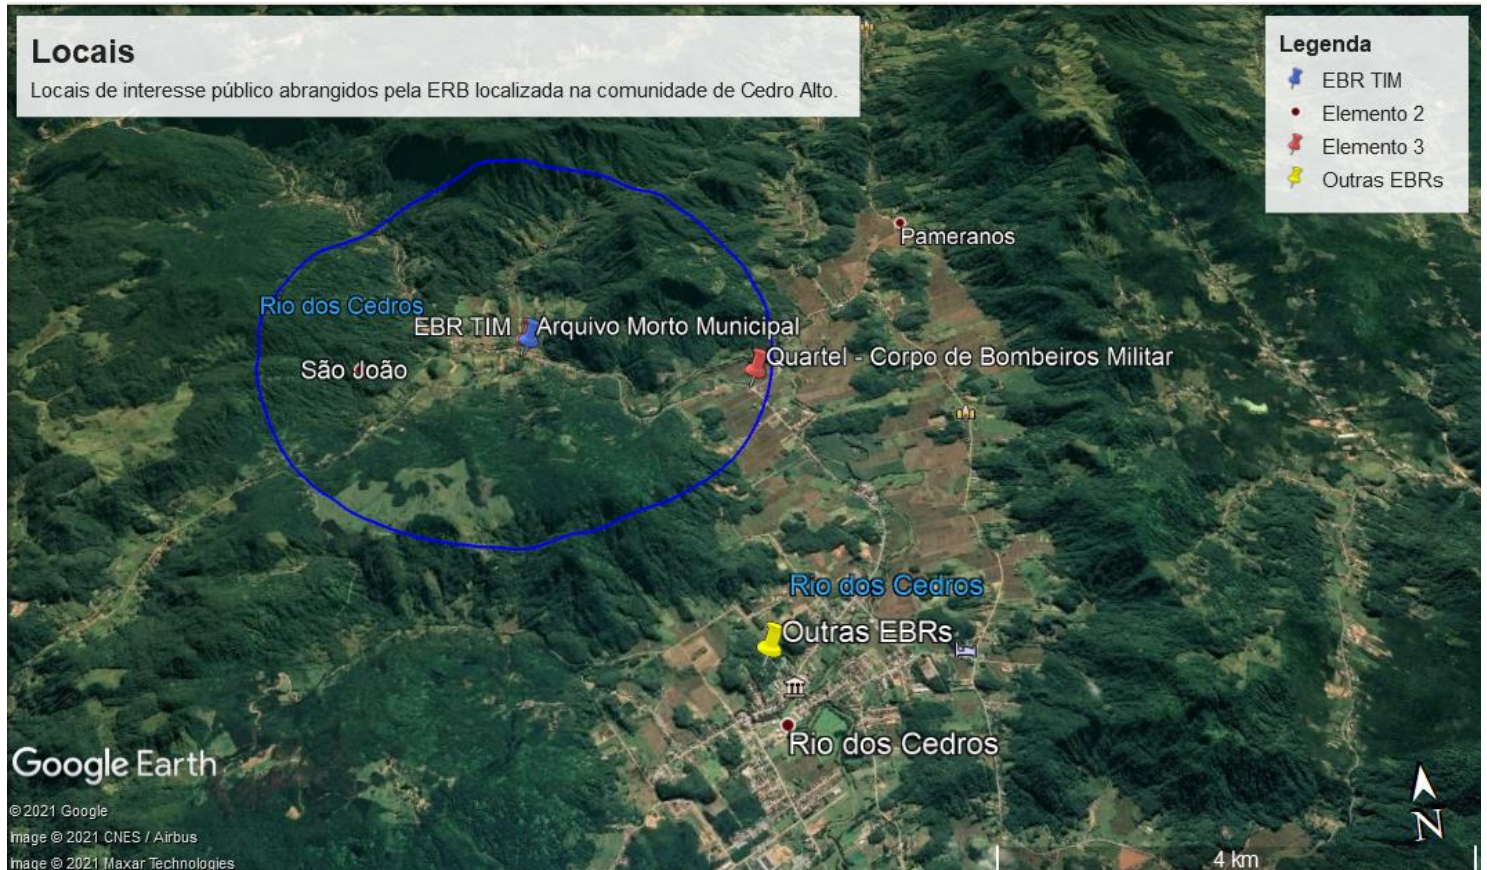 Locais
Locais de interesse público abrangidos pela ERB localizada na comunidade de Cedro Alto.
Legenda
EBR TIM
Elemento 2
Elemento 3
Outras EBRs
Pameranos
Rio dos Cedros
EBR TIM
Arquivo Morto Municipal
Quartel - Corpo de Bombeiros Militar
São João
Rio dos Cedros
Outras EBRs
Rio dos Cedros
Google Earth
© 2021 Google
Image © 2021 CNES / Airbus
Image © 2021 Maxar Technologies
N
4 km